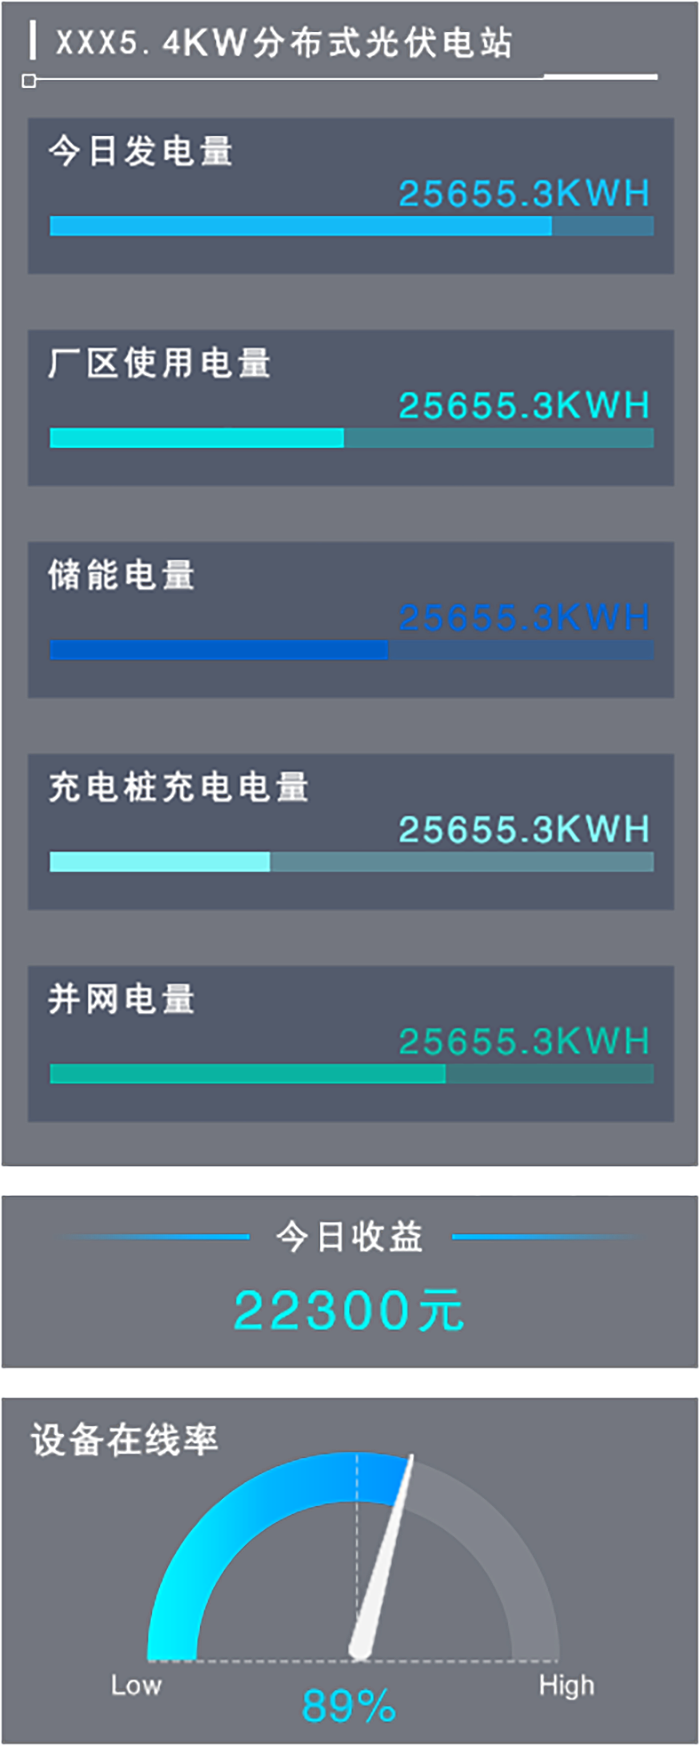 XXX5.4KW分布式光伏电站
今日发电量
25655.3KWH
厂区使用电量
25655.3KWH
储能电量
25655.3KWH
充电桩充电电量
25655.3KWH
并网电量
25655.3KWH
今日收益
22300元
设备在线率
Low
High
89%